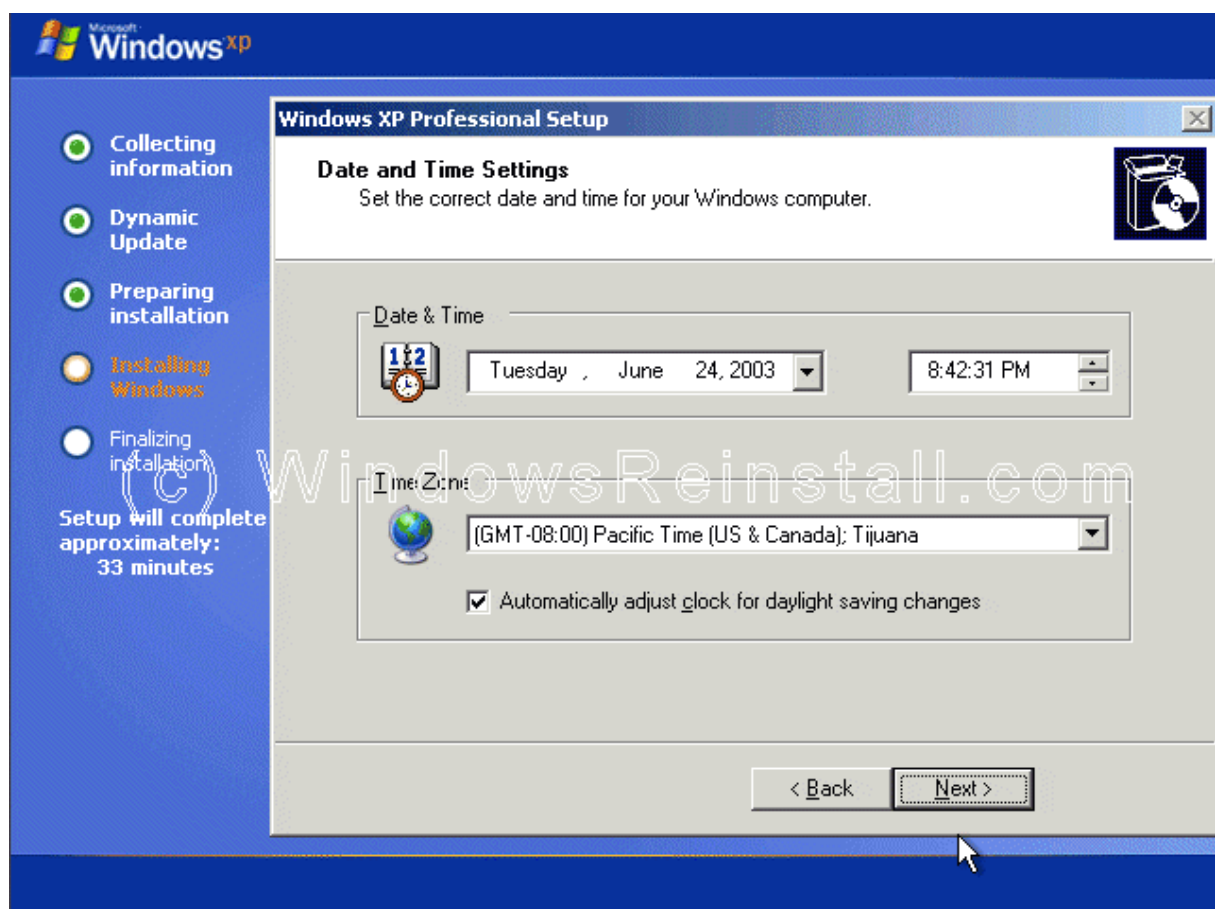 Microsoft
Windows xp
Collecting
information
Dynamic
Update
Preparing
installation
Installing
Windows
Finalizing
installation
Setup will complete
approximately:
33 minutes
Windows XP Professional Setup
Date and Time Settings
Set the correct date and time for your Windows computer.
Date & Time
12
Tuesday , June 24, 2003
8:42:31 PM
Time Zone
(GMT-08:00) Pacific Time (US & Canada); Tijuana
Automatically adjust clock for daylight saving changes
< Back
Next >
(c) WindowsReinstall.com